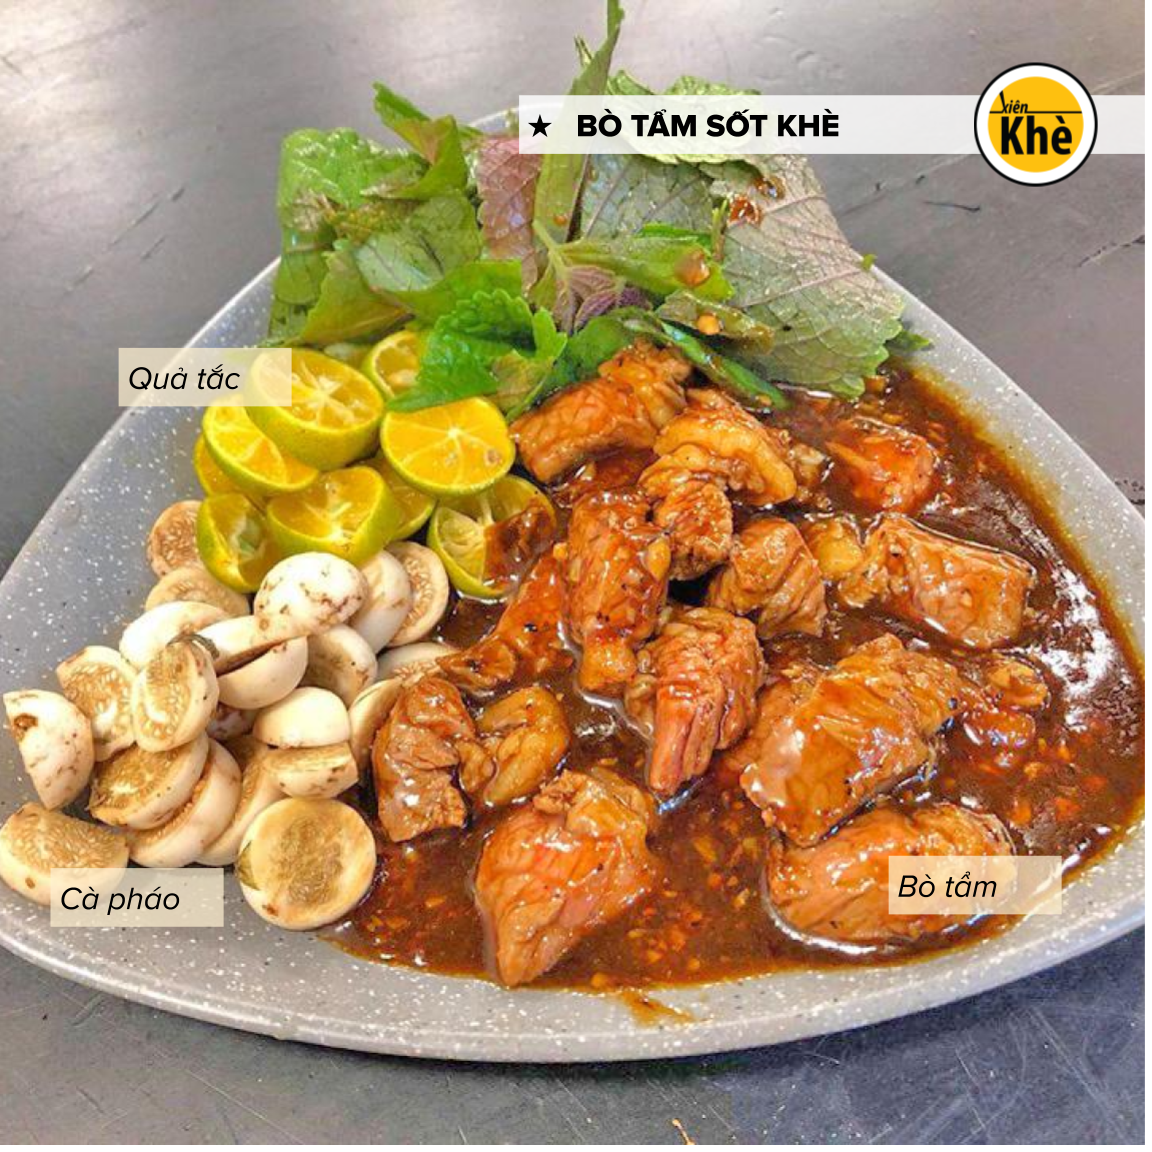 ★ BÒ TẨM SỐT KHÈ
Xiên
Khè
Quả tắc
Cà pháo
Bò tẩm